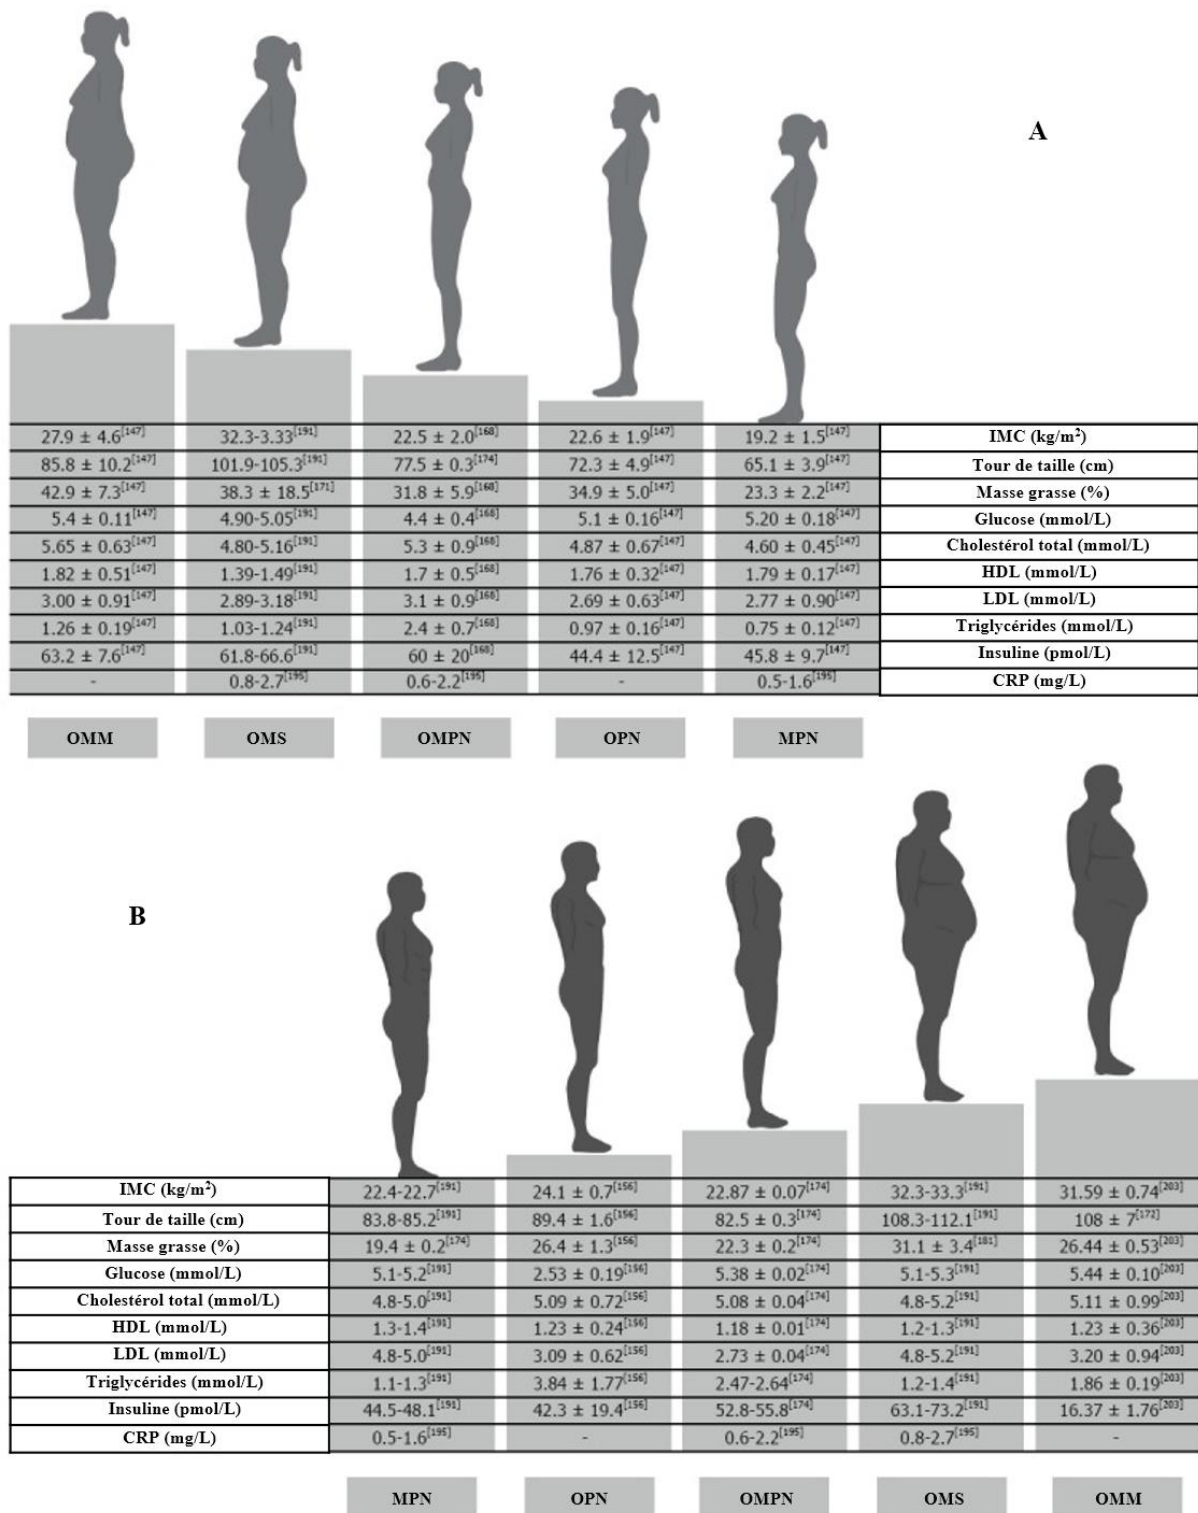 A
27.9 ± 4.6[147] 32.3-3.33[191] 22.5 ± 2.0[168] 22.6 ± 1.9[147] 19.2 ± 1.5[147] IMC (kg/m²)
85.8 ± 10.2[147] 101.9-105.3[191] 77.5 ± 0.3[174] 72.3 ± 4.9[147] 65.1 ± 3.9[147] Tour de taille (cm)
42.9 ± 7.3[147] 38.3 ± 18.5[171] 31.8 ± 5.9[168] 34.9 ± 5.0[147] 23.3 ± 2.2[147] Masse grasse (%)
5.4 ± 0.11[147] 4.90-5.05[191] 4.4 ± 0.4[168] 5.1 ± 0.16[147] 5.20 ± 0.18[147] Glucose (mmol/L)
5.65 ± 0.63[147] 4.80-5.16[191] 5.3 ± 0.9[168] 4.87 ± 0.67[147] 4.60 ± 0.45[147] Cholestérol total (mmol/L)
1.82 ± 0.51[147] 1.39-1.49[191] 1.7 ± 0.5[168] 1.76 ± 0.32[147] 1.79 ± 0.17[147] HDL (mmol/L)
3.00 ± 0.91[147] 2.89-3.18[191] 3.1 ± 0.9[168] 2.69 ± 0.63[147] 2.77 ± 0.90[147] LDL (mmol/L)
1.26 ± 0.19[147] 1.03-1.24[191] 2.4 ± 0.7[168] 0.97 ± 0.16[147] 0.75 ± 0.12[147] Triglycérides (mmol/L)
63.2 ± 7.6[147] 61.8-66.6[191] 60 ± 20[168] 44.4 ± 12.5[147] 45.8 ± 9.7[147] Insuline (pmol/L)
- 0.8-2.7[195] 0.6-2.2[195] - 0.5-1.6[195] CRP (mg/L)
OMM OMS OMPN OPN MPN
B
IMC (kg/m²) 22.4-22.7[191] 24.1 ± 0.7[156] 22.87 ± 0.07[174] 32.3-33.3[191] 31.59 ± 0.74[203]
Tour de taille (cm) 83.8-85.2[191] 89.4 ± 1.6[156] 82.5 ± 0.3[174] 108.3-112.1[191] 108 ± 7[172]
Masse grasse (%) 19.4 ± 0.2[174] 26.4 ± 1.3[156] 22.3 ± 0.2[174] 31.1 ± 3.4[181] 26.44 ± 0.53[203]
Glucose (mmol/L) 5.1-5.2[191] 2.53 ± 0.19[156] 5.38 ± 0.02[174] 5.1-5.3[191] 5.44 ± 0.10[203]
Cholestérol total (mmol/L) 4.8-5.0[191] 5.09 ± 0.72[156] 5.08 ± 0.04[174] 4.8-5.2[191] 5.11 ± 0.99[203]
HDL (mmol/L) 1.3-1.4[191] 1.23 ± 0.24[156] 1.18 ± 0.01[174] 1.2-1.3[191] 1.23 ± 0.36[203]
LDL (mmol/L) 4.8-5.0[191] 3.09 ± 0.62[156] 2.73 ± 0.04[174] 4.8-5.2[191] 3.20 ± 0.94[203]
Triglycérides (mmol/L) 1.1-1.3[191] 3.84 ± 1.77[156] 2.47-2.64[174] 1.2-1.4[191] 1.86 ± 0.19[203]
Insuline (pmol/L) 44.5-48.1[191] 42.3 ± 19.4[156] 52.8-55.8[174] 63.1-73.2[191] 16.37 ± 1.76[203]
CRP (mg/L) 0.5-1.6[195] - 0.6-2.2[195] 0.8-2.7[195] -
MPN OPN OMPN OMS OMM